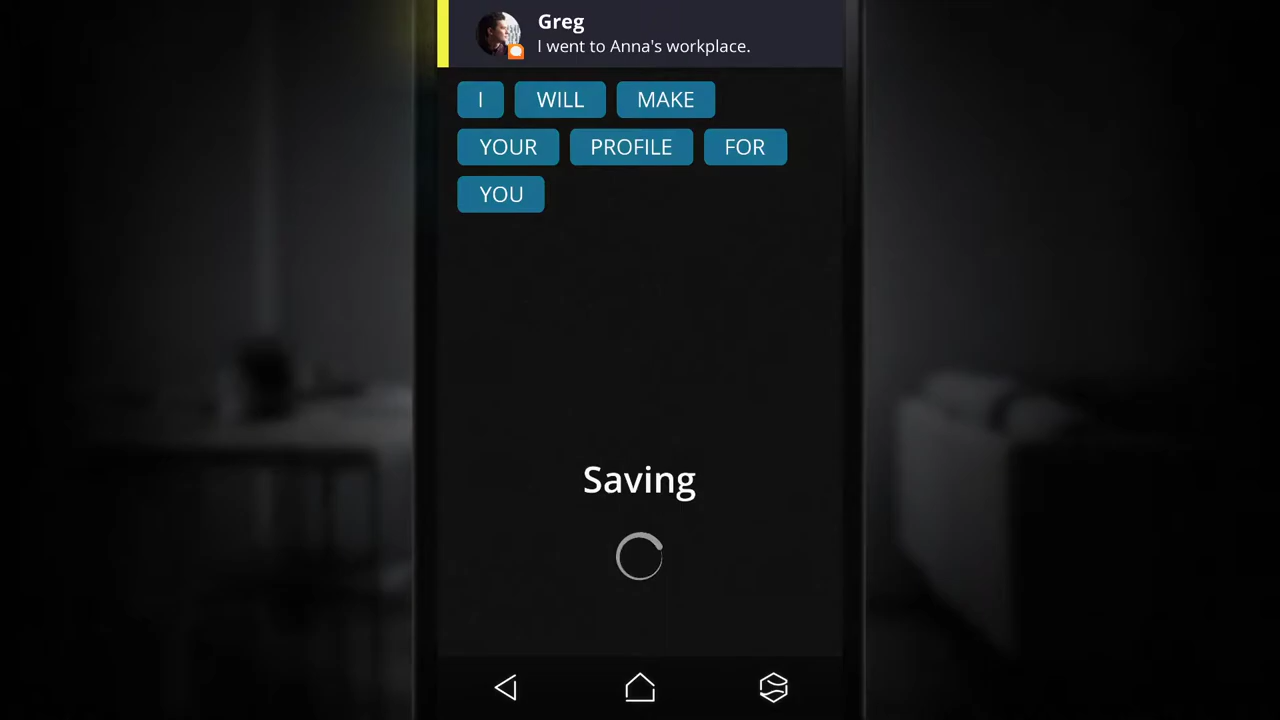 Greg
I went to Anna's workplace.
I WILL MAKE
YOUR PROFILE FOR
YOU
Saving